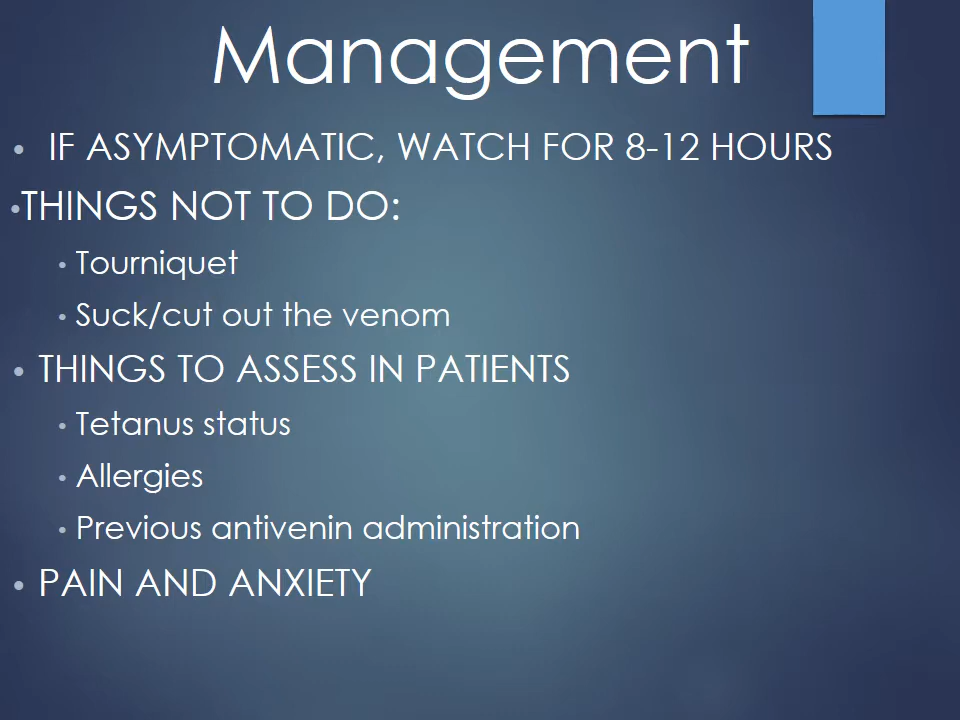 Management
• IF ASYMPTOMATIC, WATCH FOR 8-12 HOURS
•THINGS NOT TO DO:
• Tourniquet
• Suck/cut out the venom
• THINGS TO ASSESS IN PATIENTS
• Tetanus status
• Allergies
• Previous antivenin administration
• PAIN AND ANXIETY